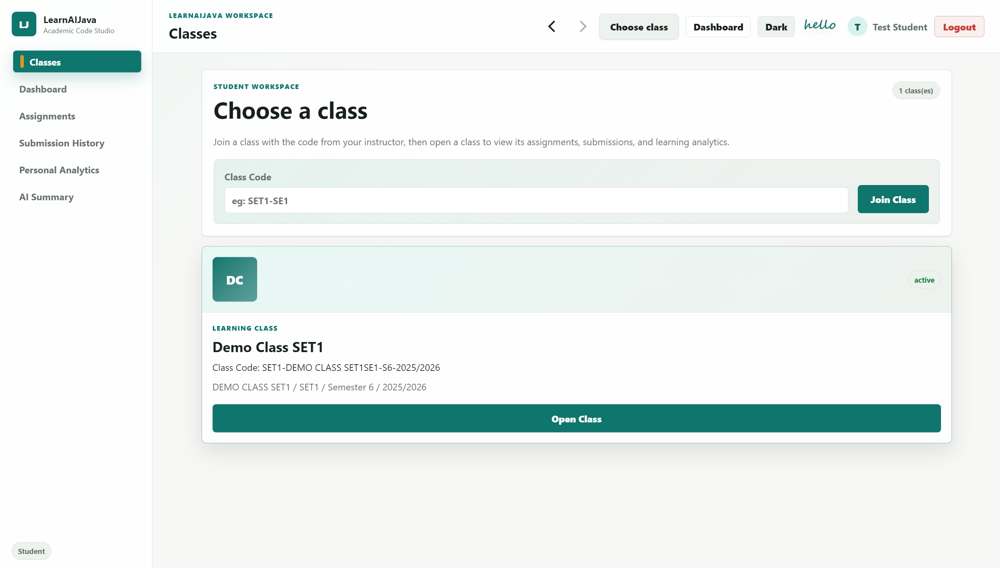 LJ
LearnAIJava
Academic Code Studio
Classes
Dashboard
Assignments
Submission History
Personal Analytics
AI Summary
Student
LEARNAIJAVA WORKSPACE
Classes
Choose class
Dashboard
Dark
hello
T
Test Student
Logout
STUDENT WORKSPACE
1 class(es)
Choose a class
Join a class with the code from your instructor, then open a class to view its assignments, submissions, and learning analytics.
Class Code
eg: SET1-SE1
Join Class
DC
active
LEARNING CLASS
Demo Class SET1
Class Code: SET1-DEMO CLASS SET1SE1-S6-2025/2026
DEMO CLASS SET1 / SET1 / Semester 6 / 2025/2026
Open Class